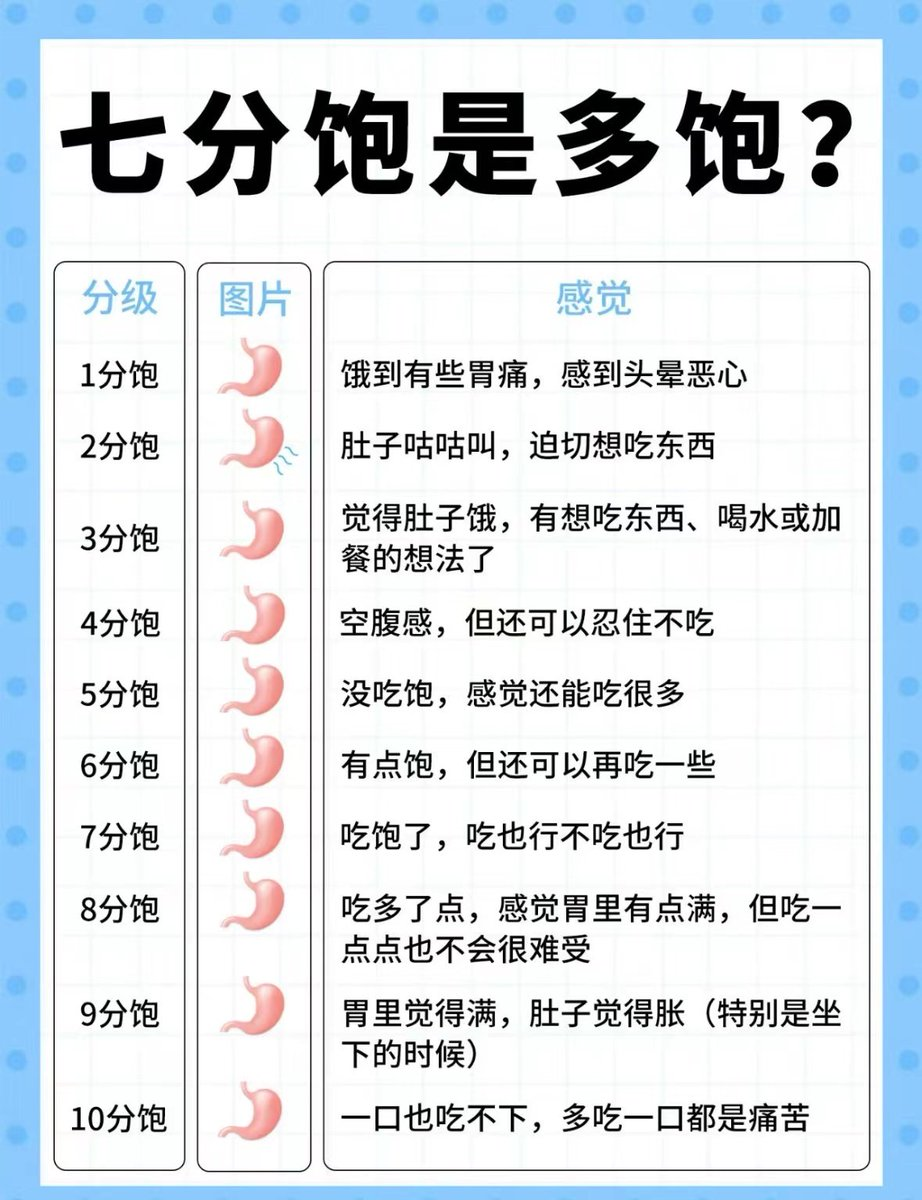 七分饱是多饱？
分级 图片 感觉
1分饱 饿到有些胃痛，感到头晕恶心
2分饱 肚子咕咕叫，迫切想吃东西
3分饱 觉得肚子饿，有想吃东西、喝水或加
餐的想法了
4分饱 空腹感，但还可以忍住不吃
5分饱 没吃饱，感觉还能吃很多
6分饱 有点饱，但还可以再吃一些
7分饱 吃饱了，吃也行不吃也行
8分饱 吃多了点，感觉胃里有点满，但吃一
点点也不会很难受
9分饱 胃里觉得满，肚子觉得胀（特别是坐
下的时候）
10分饱 一口也吃不下，多吃一口都是痛苦